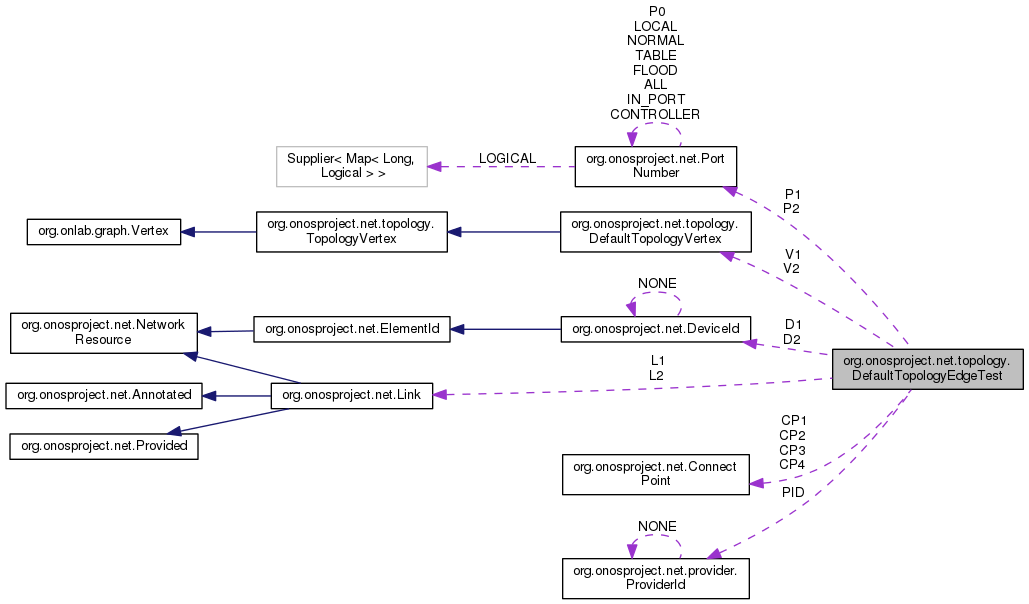 P0
LOCAL
NORMAL
TABLE
FLOOD
ALL
IN_PORT
CONTROLLER
Supplier< Map< Long,
Logical > >
LOGICAL
org.onosproject.net.Port
Number
P1
P2
org.onlab.graph.Vertex
org.onosproject.net.topology.
TopologyVertex
org.onosproject.net.topology.
DefaultTopologyVertex
V1
V2
NONE
org.onosproject.net.Network
Resource
org.onosproject.net.ElementId
org.onosproject.net.DeviceId
D1
D2
org.onosproject.net.topology.
DefaultTopologyEdgeTest
L1
L2
org.onosproject.net.Annotated
org.onosproject.net.Link
org.onosproject.net.Provided
CP1
CP2
CP3
CP4
org.onosproject.net.Connect
Point
PID
NONE
org.onosproject.net.provider.
ProviderId